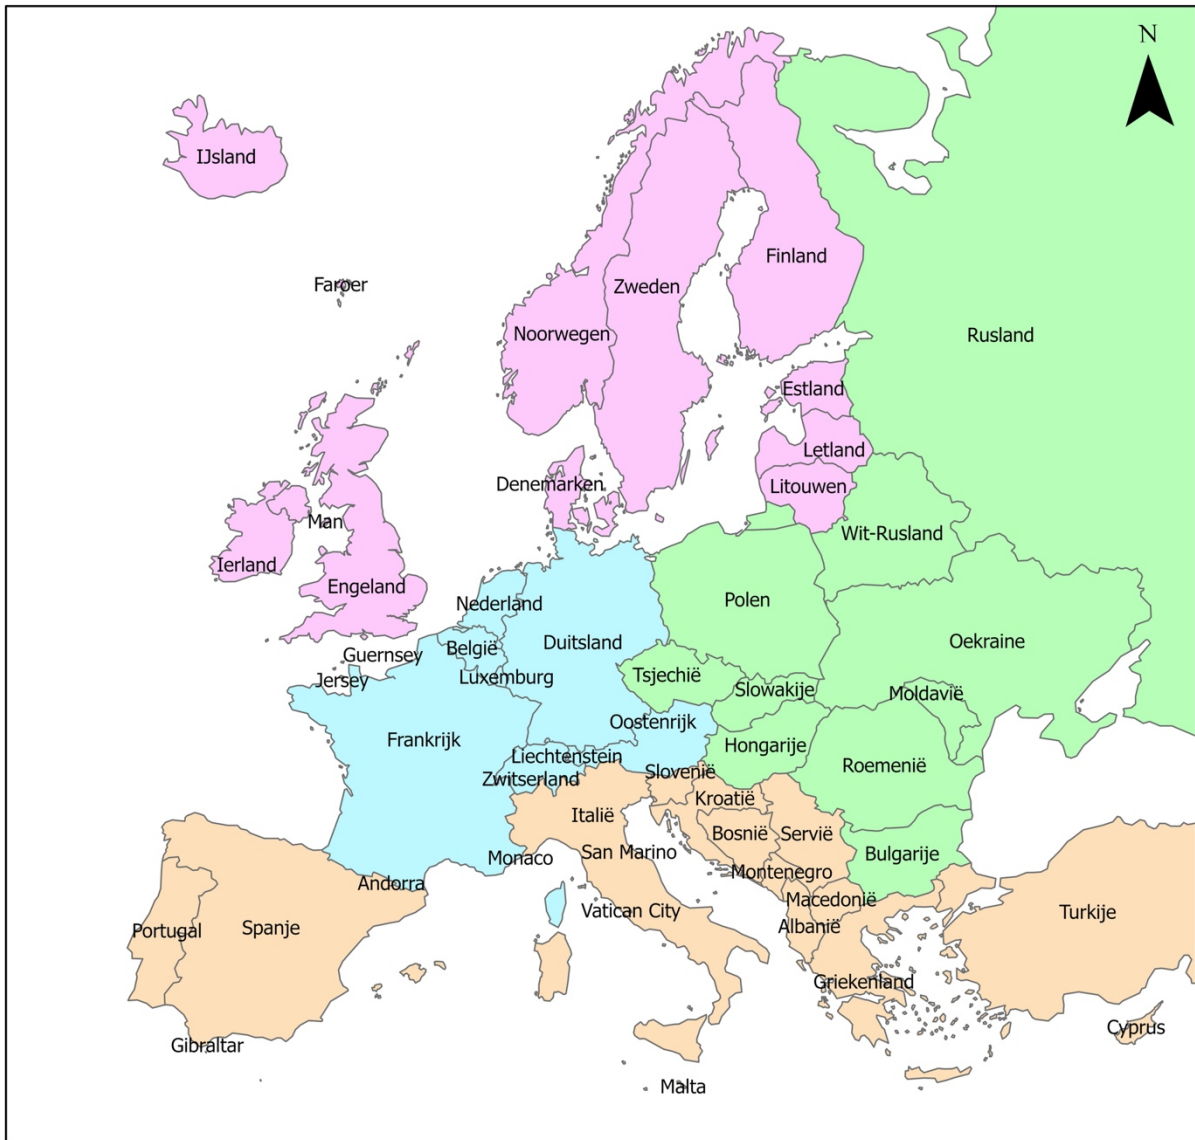 N
IJsland
Faroer
Finland
Zweden
Noorwegen
Rusland
Estland
Letland
Denemarken
Litouwen
Man
Wit-Rusland
Ierland
Engeland
Nederland
Polen
Duitsland
Oekraine
België
Guernsey
Jersey
Luxemburg
Tsjechië
Slowakije
Moldavië
Oostenrijk
Frankrijk
Hongarije
Liechtenstein
Roemenië
Zwitserland
Slovenië
Kroatië
Italië
Bosnië
Servië
San Marino
Monaco
Bulgarije
Montenegro
Andorra
Macedonië
Vatican City
Turkije
Albanië
Portugal
Spanje
Griekenland
Cyprus
Gibraltar
Malta